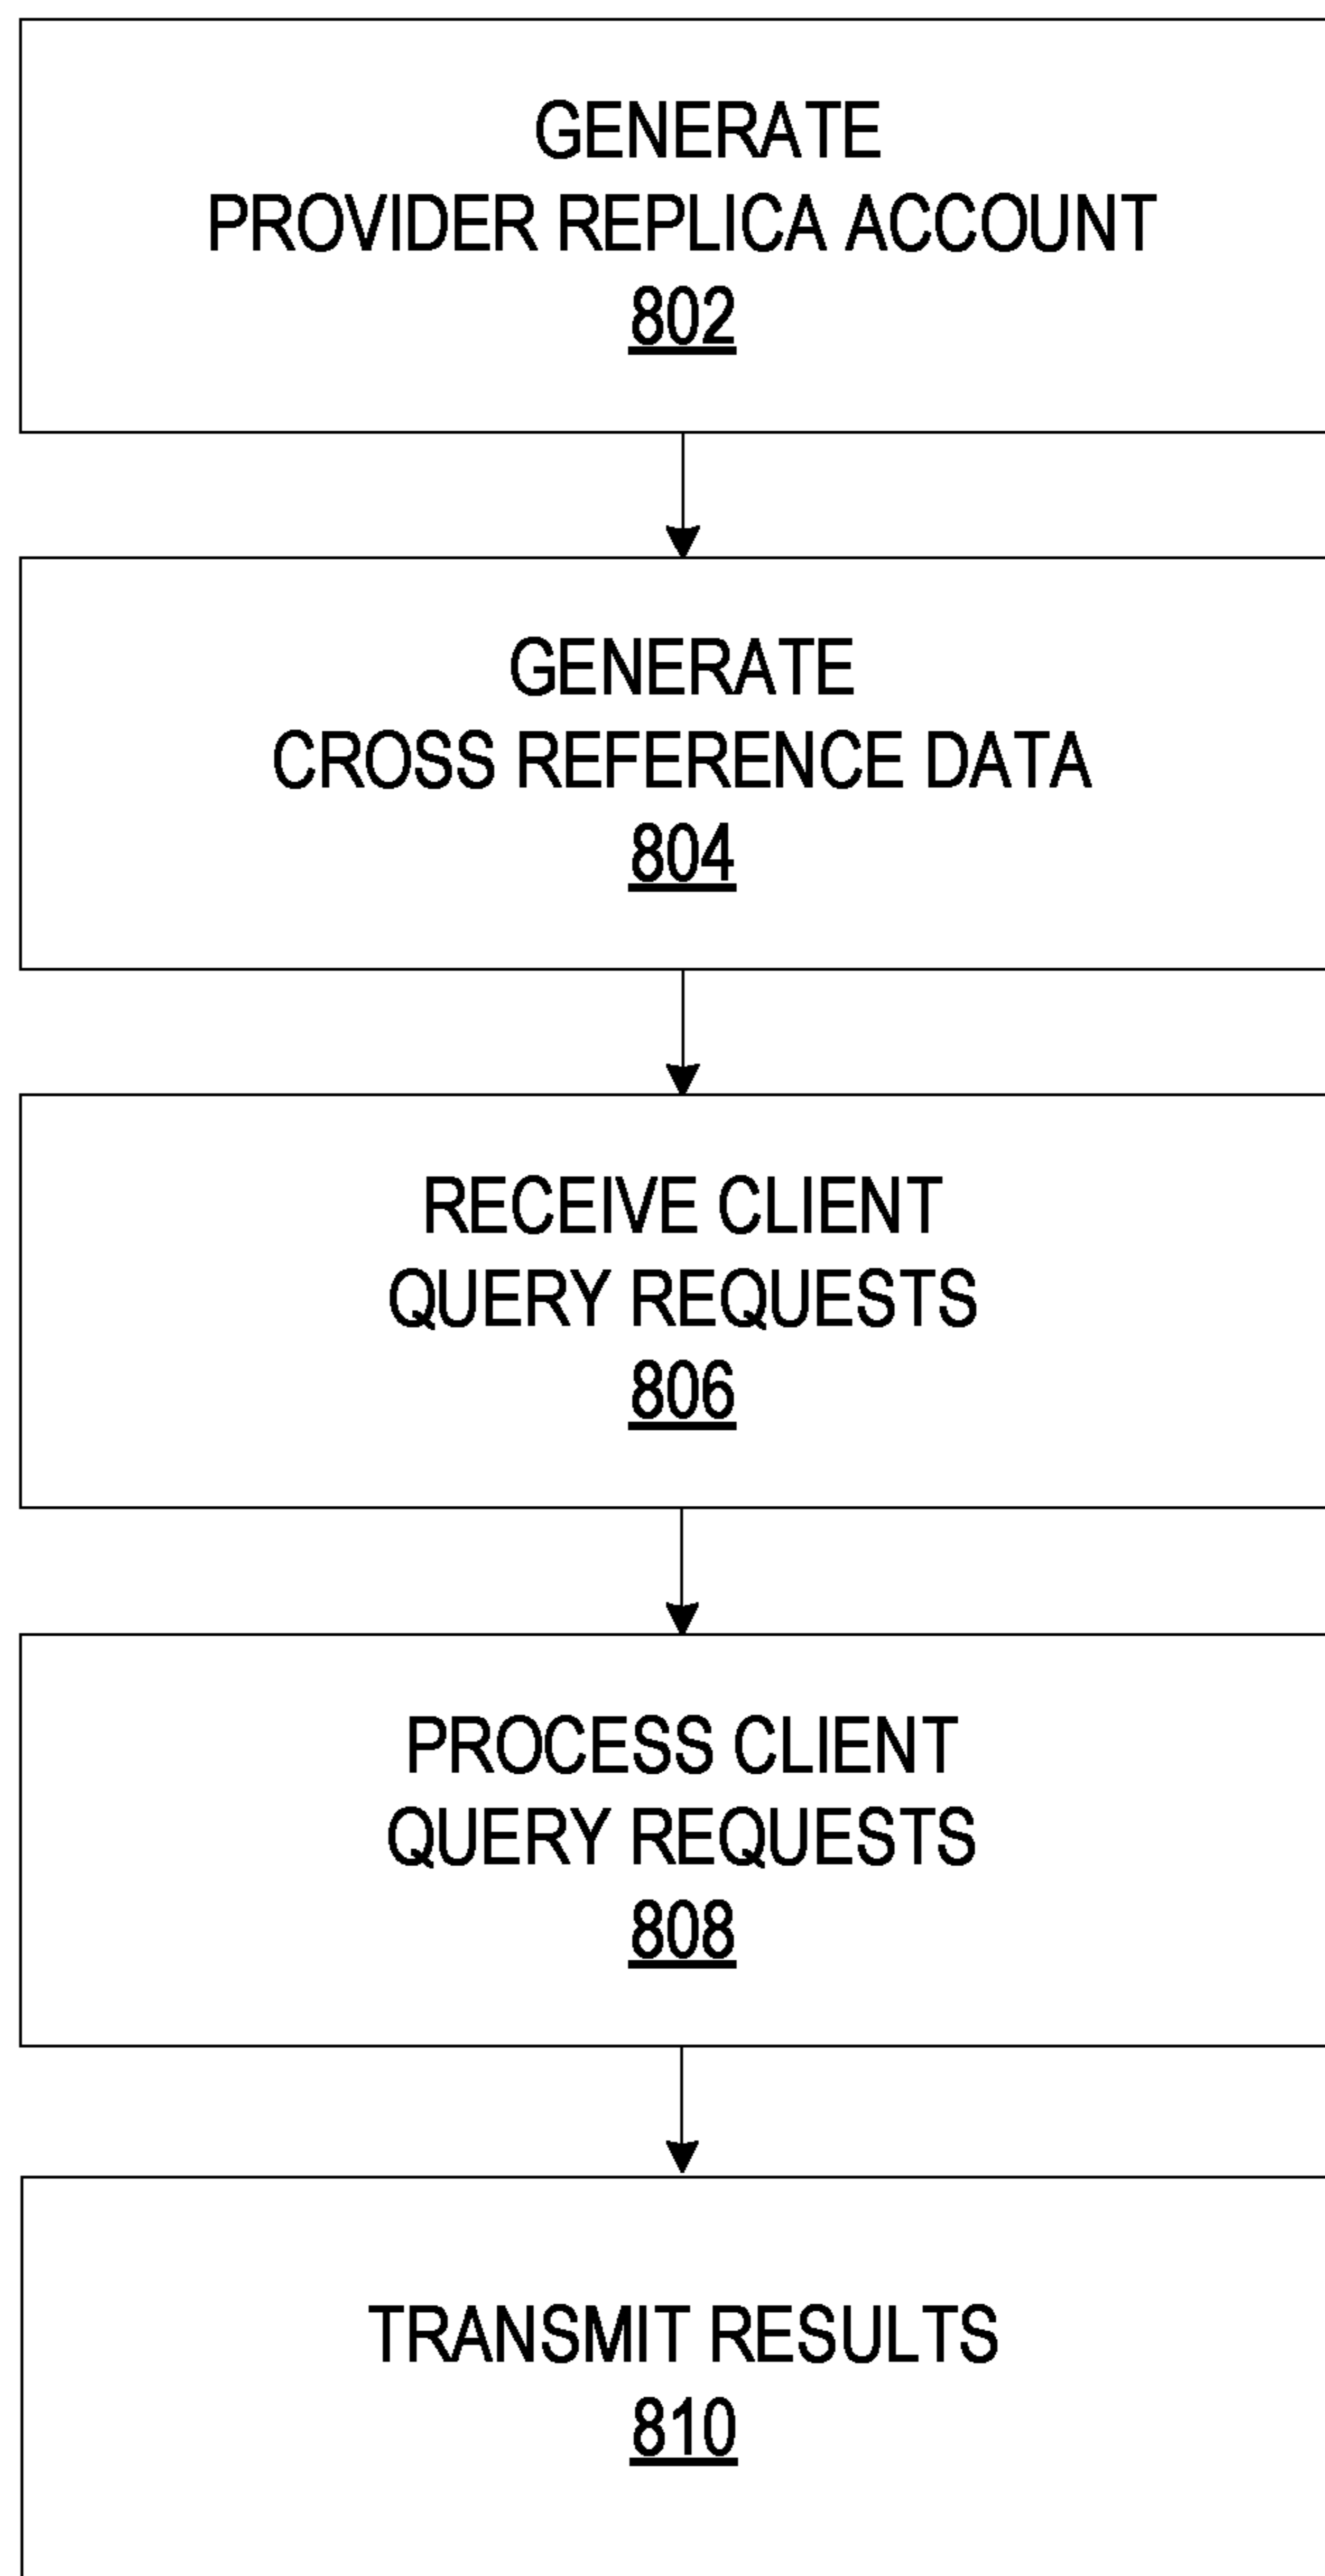 GENERATE
PROVIDER REPLICA ACCOUNT
802
GENERATE
CROSS REFERENCE DATA
804
RECEIVE CLIENT
QUERY REQUESTS
806
PROCESS CLIENT
QUERY REQUESTS
808
TRANSMIT RESULTS
810